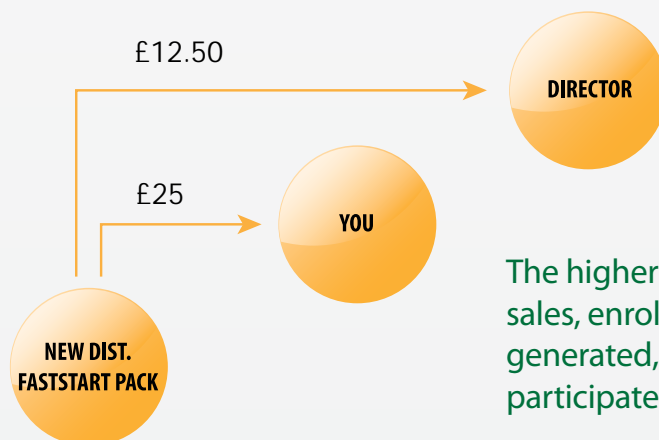 £12.50
DIRECTOR
£25
YOU
The higher
sales, enrol
generated,
participate
NEW DIST.
FASTSTART PACK